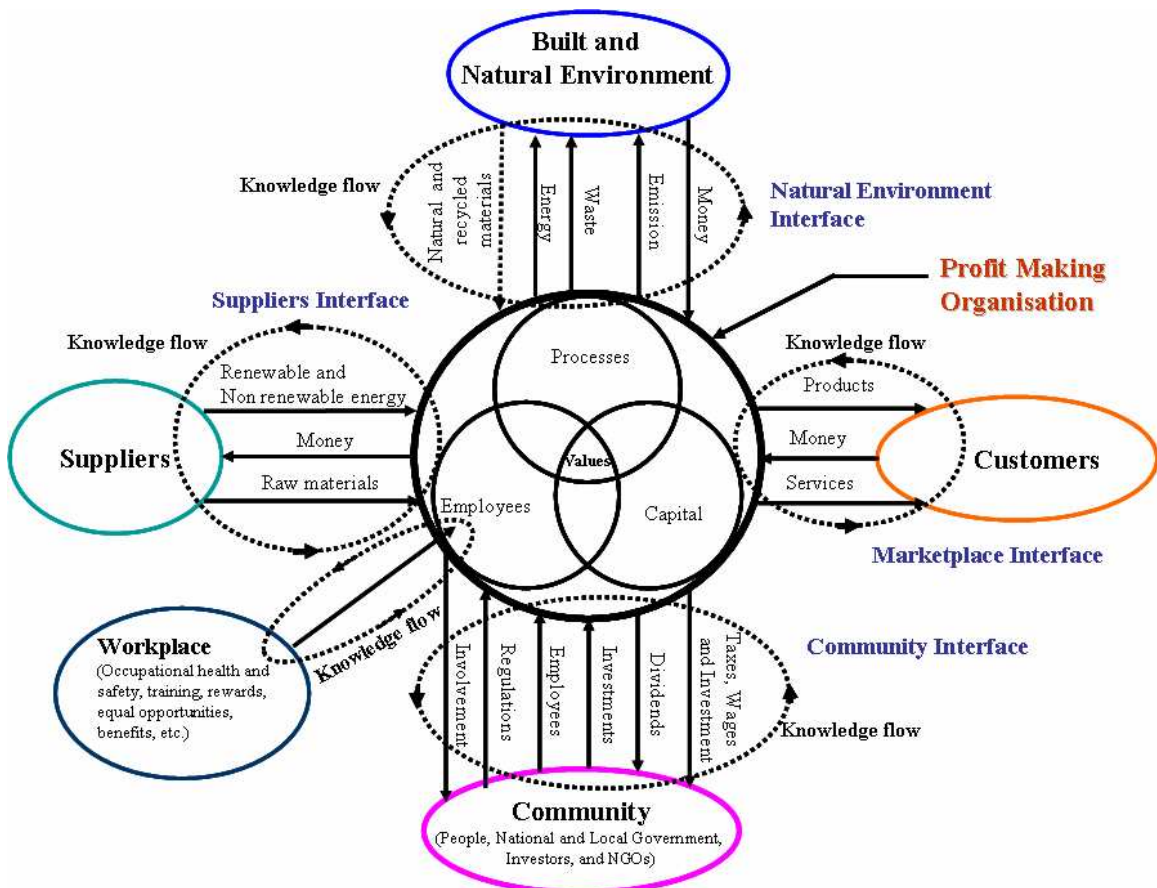 Built and
Natural Environment
Knowledge flow
Natural and
recycled
materials
Energy
Waste
Emission
Money
Natural Environment
Interface
Profit Making
Organisation
Suppliers Interface
Knowledge flow
Renewable and
Non renewable energy
Money
Raw materials
Suppliers
Processes
Values
Employees
Capital
Knowledge flow
Products
Money
Services
Customers
Marketplace Interface
Workplace
(Occupational health and
safety, training, rewards,
equal opportunities,
benefits, etc.)
Knowledge flow
Involvement
Regulations
Employees
Investments
Dividends
Taxes, Wages
and Investment
Community Interface
Knowledge flow
Community
(People, National and Local Government,
Investors, and NGOs)